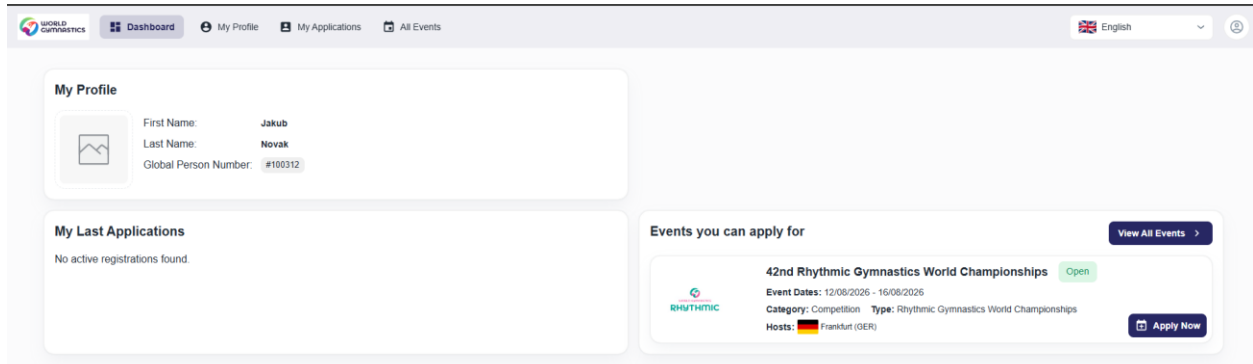 WORLD
GYMNASTICS
Dashboard
My Profile
My Applications
All Events
English
My Profile
First Name: Jakub
Last Name: Novak
Global Person Number: #100312
My Last Applications
No active registrations found.
Events you can apply for
View All Events
RHYTHMIC
42nd Rhythmic Gymnastics World Championships Open
Event Dates: 12/08/2026 - 16/08/2026
Category: Competition Type: Rhythmic Gymnastics World Championships
Hosts: Frankfurt (GER)
Apply Now